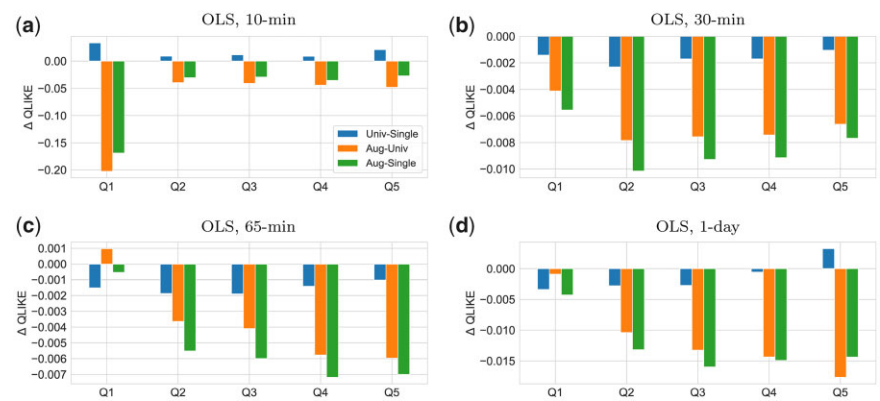 (a) OLS, 10-min
0.00
−0.05
−0.10
−0.15
−0.20
Δ QLIKE
Univ-Single
Aug-Univ
Aug-Single
Q1 Q2 Q3 Q4 Q5
(b) OLS, 30-min
0.000
−0.002
−0.004
−0.006
−0.008
−0.010
Δ QLIKE
Q1 Q2 Q3 Q4 Q5
(c) OLS, 65-min
0.001
0.000
−0.001
−0.002
−0.003
−0.004
−0.005
−0.006
−0.007
Δ QLIKE
Q1 Q2 Q3 Q4 Q5
(d) OLS, 1-day
0.000
−0.005
−0.010
−0.015
Δ QLIKE
Q1 Q2 Q3 Q4 Q5